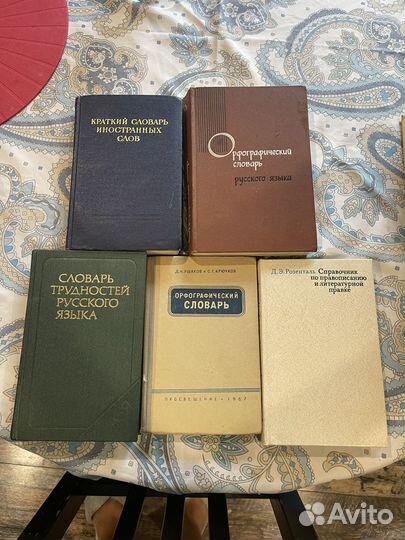 КРАТКИЙ СЛОВАРЬ
ИНОСТРАННЫХ
СЛОВ
Орфографический
словарь
русского языка
СЛОВАРЬ
ТРУДНОСТЕЙ
РУССКОГО
ЯЗЫКА
Д.Н.УШАКОВ и С.Е.КРЮЧКОВ
ОРФОГРАФИЧЕСКИЙ
СЛОВАРЬ
ПРОСВЕЩЕНИЕ • 1967
Д.Э.Розенталь Справочник
по правописанию
и литературной
правке
Avito